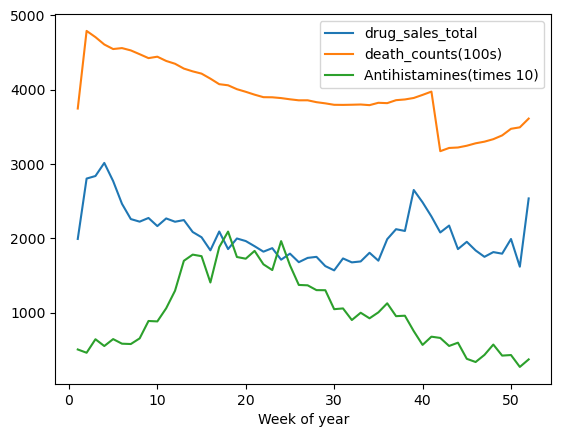 5000
4000
3000
2000
1000
drug_sales_total
death_counts(100s)
Antihistamines(times 10)
0
10
20
30
40
50
Week of year